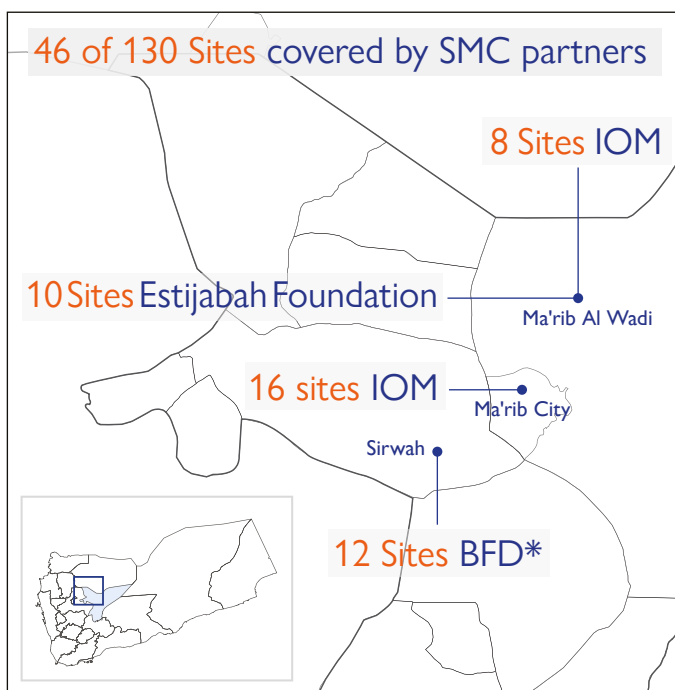 46 of 130 Sites covered by SMC partners
8 Sites IOM
10 Sites Estijabah Foundation
Ma'rib Al Wadi
16 sites IOM
Ma'rib City
Sirwah
12 Sites BFD*